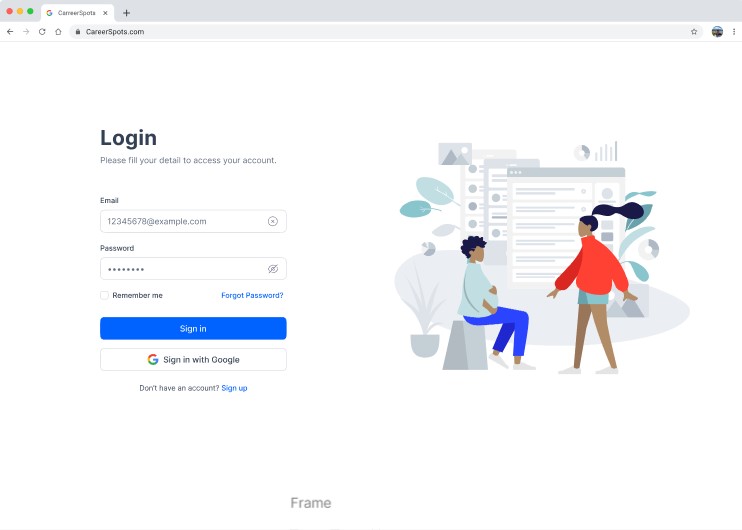 CarreerSpots
CareerSpots.com
Login
Please fill your detail to access your account.
Email
12345678@example.com
Password
Remember me
Forgot Password?
Sign in
Sign in with Google
Don't have an account? Sign up
Frame